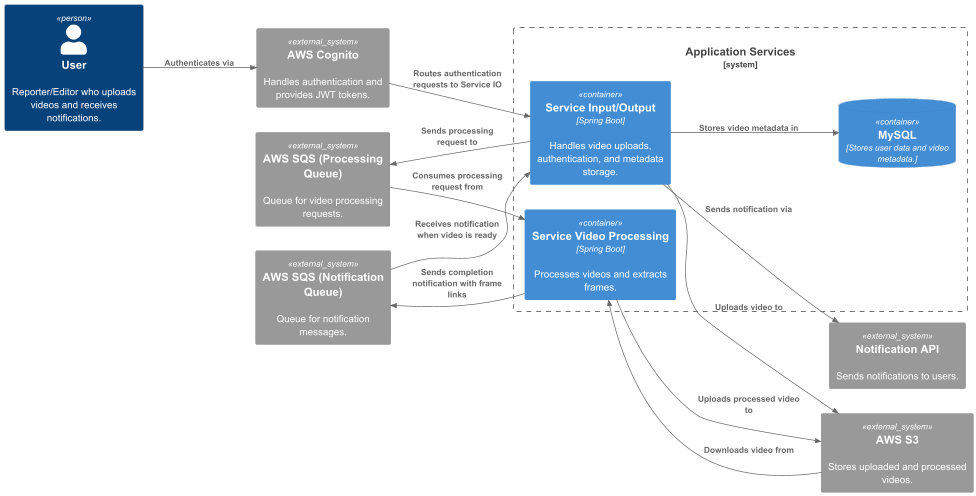 «person»
User
Reporter/Editor who uploads
videos and receives
notifications.
Authenticates via
«external_system»
AWS Cognito
Handles authentication and
provides JWT tokens.
Routes authentication
requests to Service IO
«external_system»
AWS SQS (Processing
Queue)
Queue for video processing
requests.
Sends processing
request to
Consumes processing
request from
Receives notification
when video is ready
«external_system»
AWS SQS (Notification
Queue)
Queue for notification
messages.
Sends completion
notification with frame
links
Application Services
[system]
«container»
Service Input/Output
[Spring Boot]
Handles video uploads,
authentication, and metadata
storage.
Stores video metadata in
«container»
MySQL
[Stores user data and video
metadata.]
«container»
Service Video Processing
[Spring Boot]
Processes videos and extracts
frames.
Sends notification via
Uploads video to
«external_system»
Notification API
Sends notifications to users.
Uploads processed video
to
Downloads video from
«external_system»
AWS S3
Stores uploaded and processed
videos.